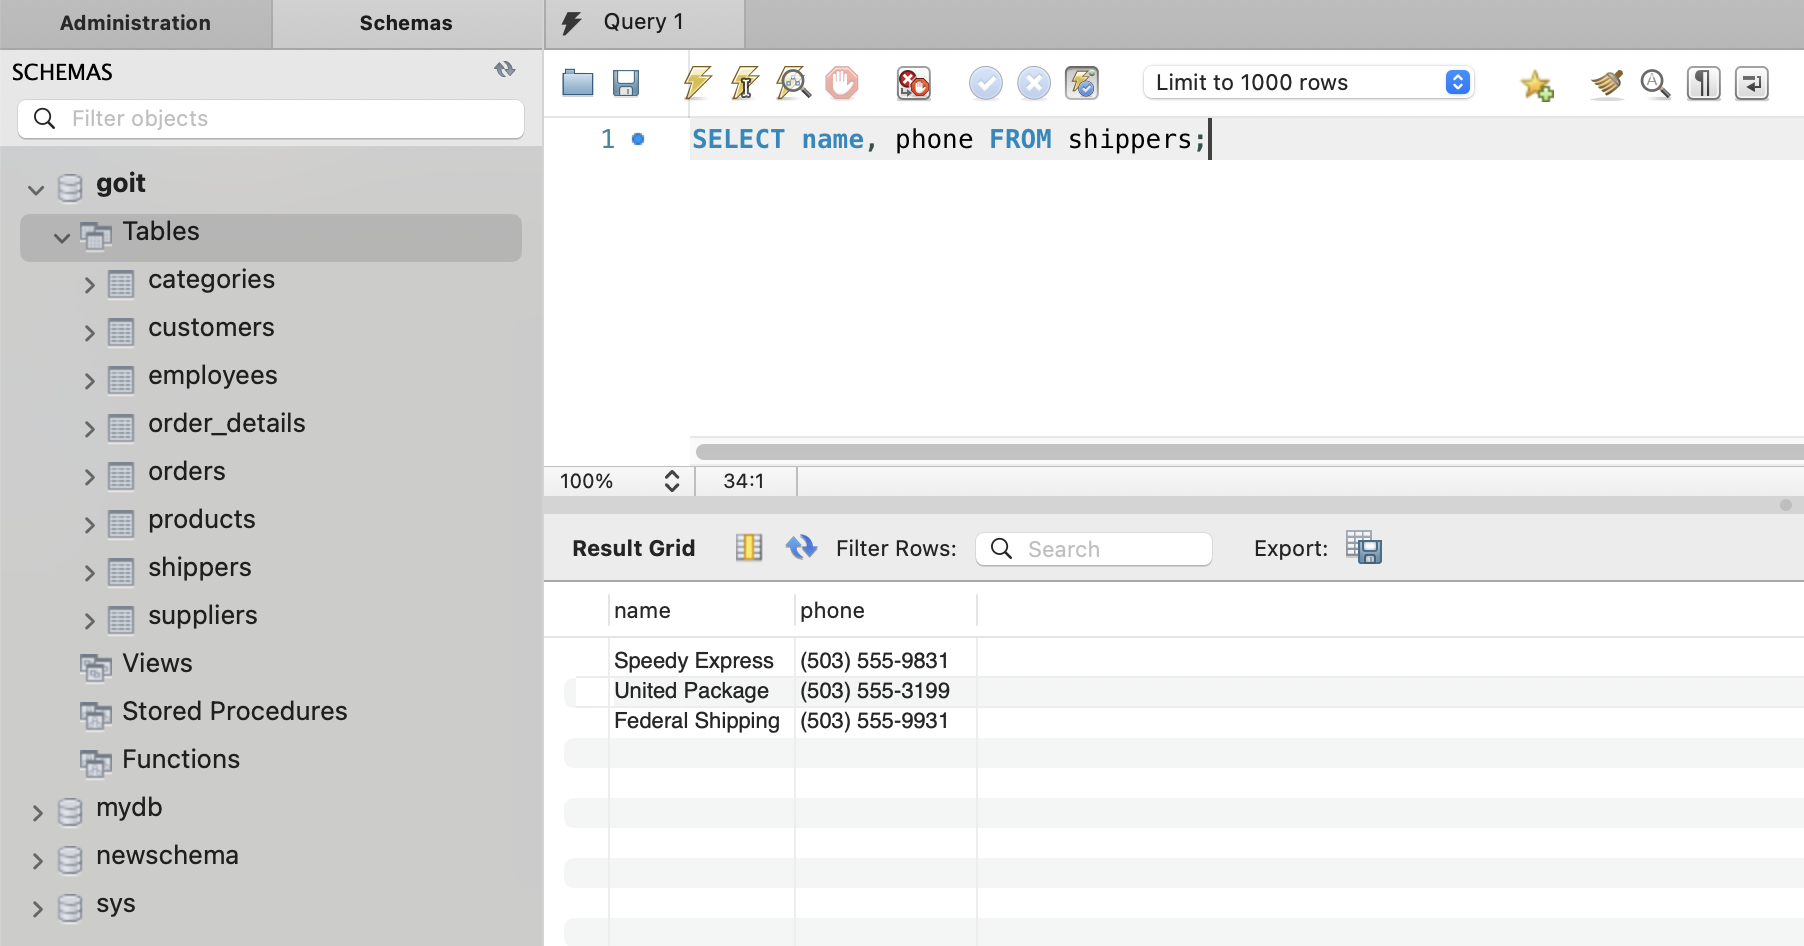 Administration
Schemas
Query 1
SCHEMAS
Filter objects
Limit to 1000 rows
1
SELECT name, phone FROM shippers;
goit
Tables
categories
customers
employees
order_details
orders
products
shippers
suppliers
Views
Stored Procedures
Functions
mydb
newschema
sys
100%
34:1
Result Grid
Filter Rows:
Search
Export:
name phone
Speedy Express (503) 555-9831
United Package (503) 555-3199
Federal Shipping (503) 555-9931